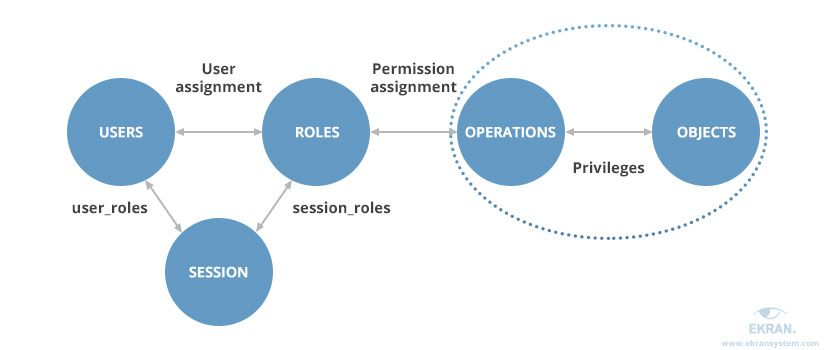 User
assignment
Permission
assignment
USERS
ROLES
OPERATIONS
OBJECTS
Privileges
user_roles
session_roles
SESSION
EKRAN.
www.ekransystem.com